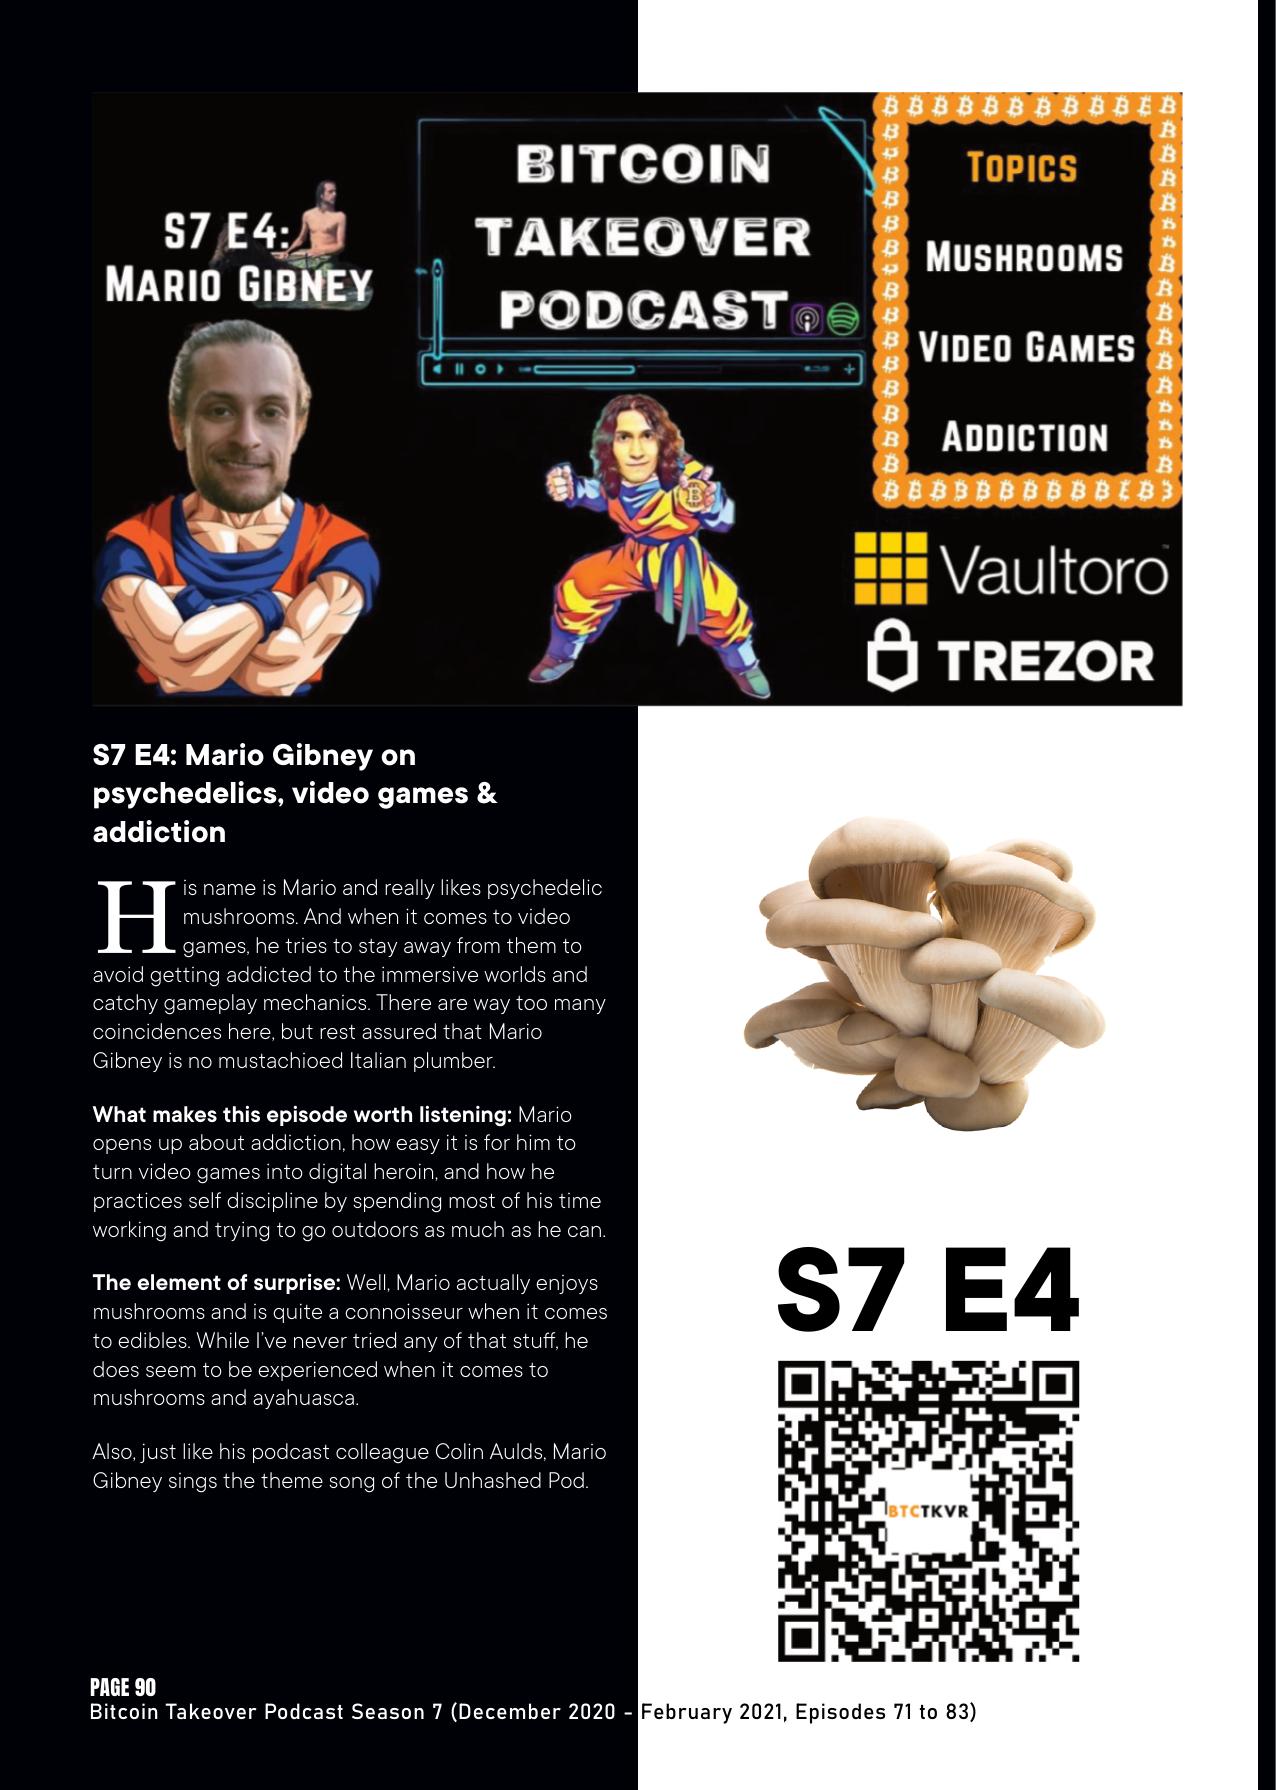 S7 E4:
MARIO GIBNEY
BITCOIN
TAKEOVER
PODCAST
TOPICS
MUSHROOMS
VIDEO GAMES
ADDICTION
Vaultoro™
TREZOR
S7 E4: Mario Gibney on
psychedelics, video games &
addiction
His name is Mario and really likes psychedelic
mushrooms. And when it comes to video
games, he tries to stay away from them to
avoid getting addicted to the immersive worlds and
catchy gameplay mechanics. There are way too many
coincidences here, but rest assured that Mario
Gibney is no mustachioed Italian plumber.
What makes this episode worth listening: Mario
opens up about addiction, how easy it is for him to
turn video games into digital heroin, and how he
practices self discipline by spending most of his time
working and trying to go outdoors as much as he can.
The element of surprise: Well, Mario actually enjoys
mushrooms and is quite a connoisseur when it comes
to edibles. While I've never tried any of that stuff, he
does seem to be experienced when it comes to
mushrooms and ayahuasca.
Also, just like his podcast colleague Colin Aulds, Mario
Gibney sings the theme song of the Unhashed Pod.
S7 E4
BTCTKVR
PAGE 90
Bitcoin Takeover Podcast Season 7 (December 2020 - February 2021, Episodes 71 to 83)